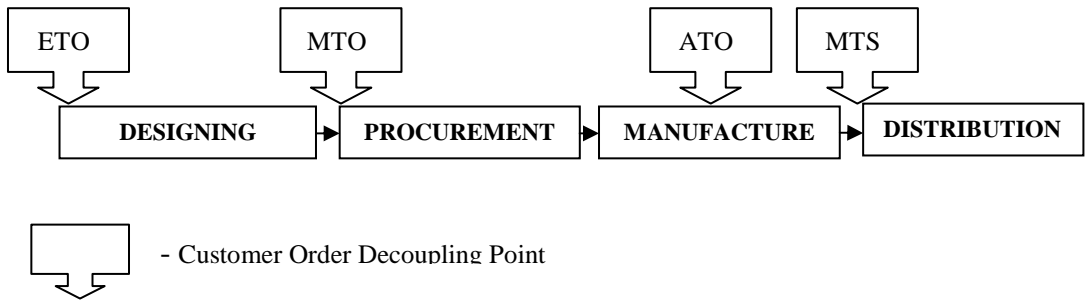 ETO MTO ATO MTS
DESIGNING PROCUREMENT MANUFACTURE DISTRIBUTION
- Customer Order Decoupling Point